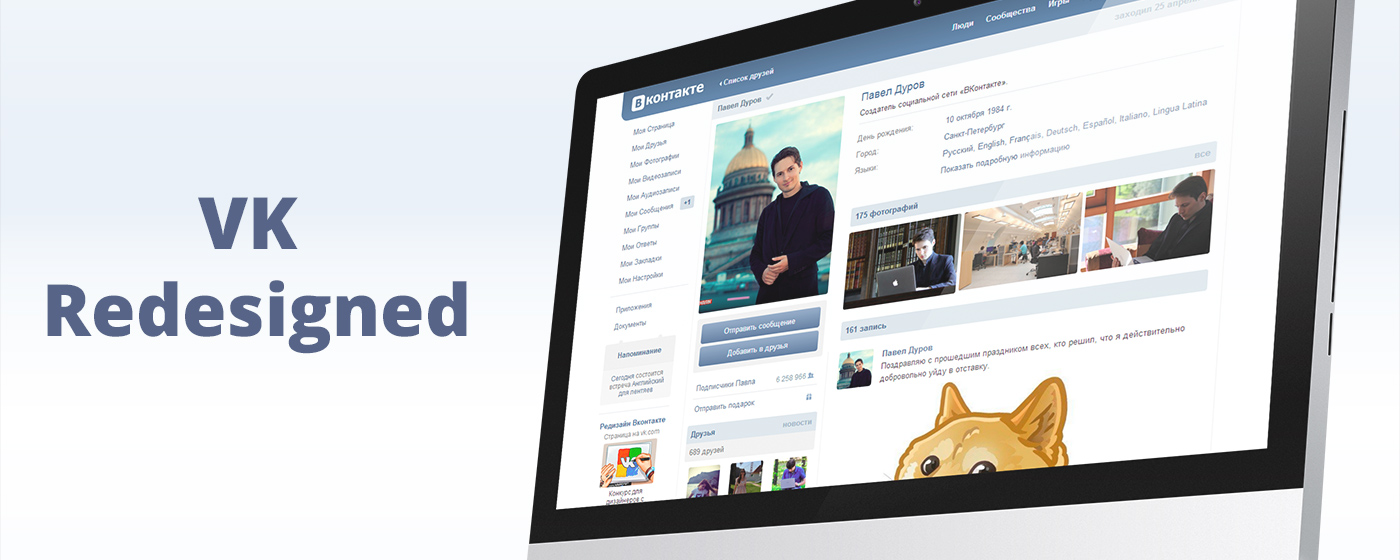 VK
Redesigned
Люди
Сообщества
Игры
заходил 25 апреля
Вконтакте
Список друзей
Моя Страница
Мои Друзья
Мои Фотографии
Мои Видеозаписи
Мои Аудиозаписи
Мои Сообщения +1
Мои Группы
Мои Ответы
Мои Закладки
Мои Настройки
Приложения
Документы
Напоминание
Сегодня состоится
встреча Английский
для пентяев
Редизайн Вконтакте
Страница на vk.com
Конкурс для
дизайнеров с
Павел Дуров
Отправить сообщение
Добавить в друзья
Подписчики Павла 6 258 966
Отправить подарок
Друзья новости
689 друзей
Павел Дуров
Создатель социальной сети «ВКонтакте».
День рождения: 10 октября 1984 г.
Город: Санкт-Петербург
Языки: Русский, English, Français, Deutsch, Español, Italiano, Lingua Latina
Показать подробную информацию
175 фотографий все
161 запись
Павел Дуров
Поздравляю с прошедшим праздником всех, кто решил, что я действительно
добровольно уйду в отставку.